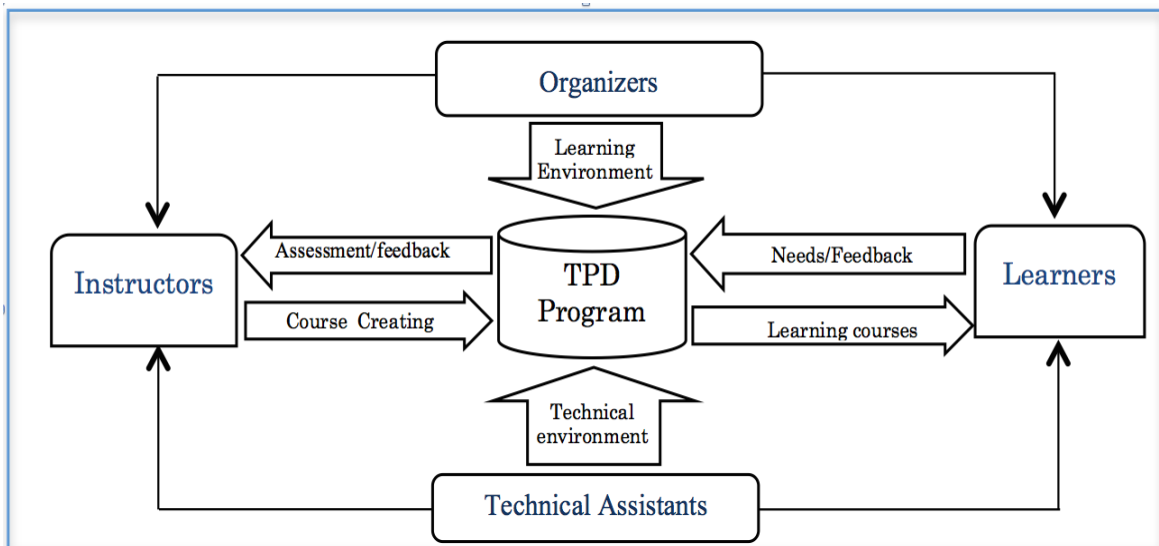 Organizers
Learning
Environment
Assessment/feedback
Needs/Feedback
Instructors
TPD
Program
Learners
Course Creating
Learning courses
Technical
environment
Technical Assistants